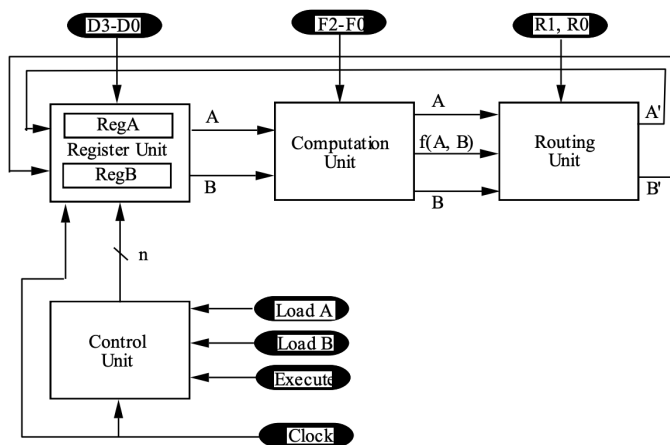 D3-D0
F2-F0
R1, R0
RegA
Register Unit
RegB
A
B
Computation
Unit
A
f(A, B)
B
Routing
Unit
A'
B'
n
Control
Unit
Load A
Load B
Execute
Clock